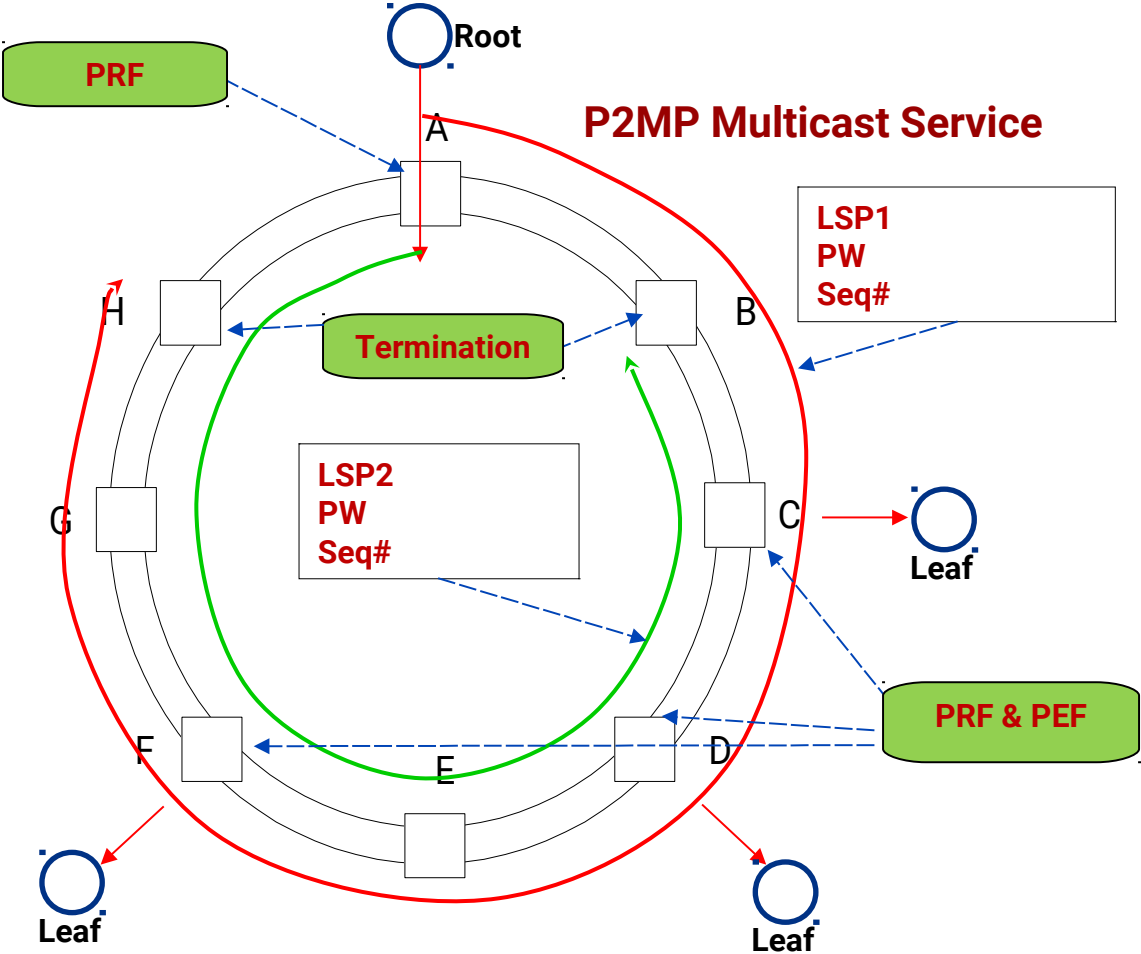 Root
PRF
P2MP Multicast Service
A
LSP1
PW
Seq#
H
B
Termination
LSP2
PW
Seq#
G
C
Leaf
PRF & PEF
F
E
D
Leaf
Leaf